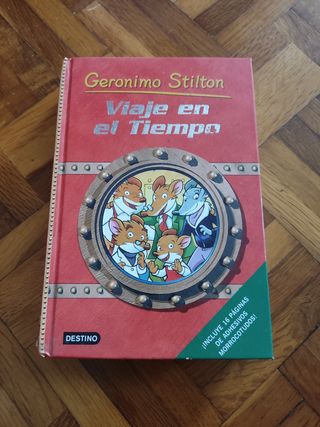 Geronimo Stilton
Viaje en
el Tiempo
¡INCLUYE 16 PÁGINAS
DE ADHESIVOS
MORROCOTUDOS!
DESTINO